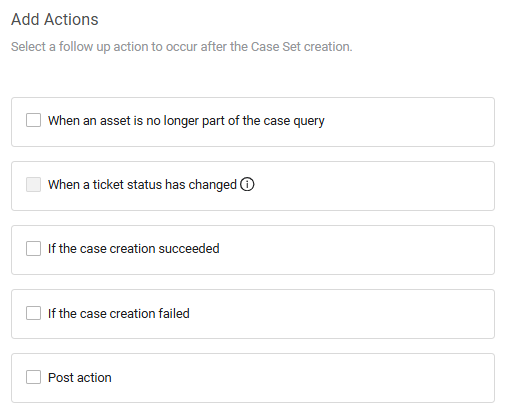 Add Actions
Select a follow up action to occur after the Case Set creation.
When an asset is no longer part of the case query
When a ticket status has changed
If the case creation succeeded
If the case creation failed
Post action